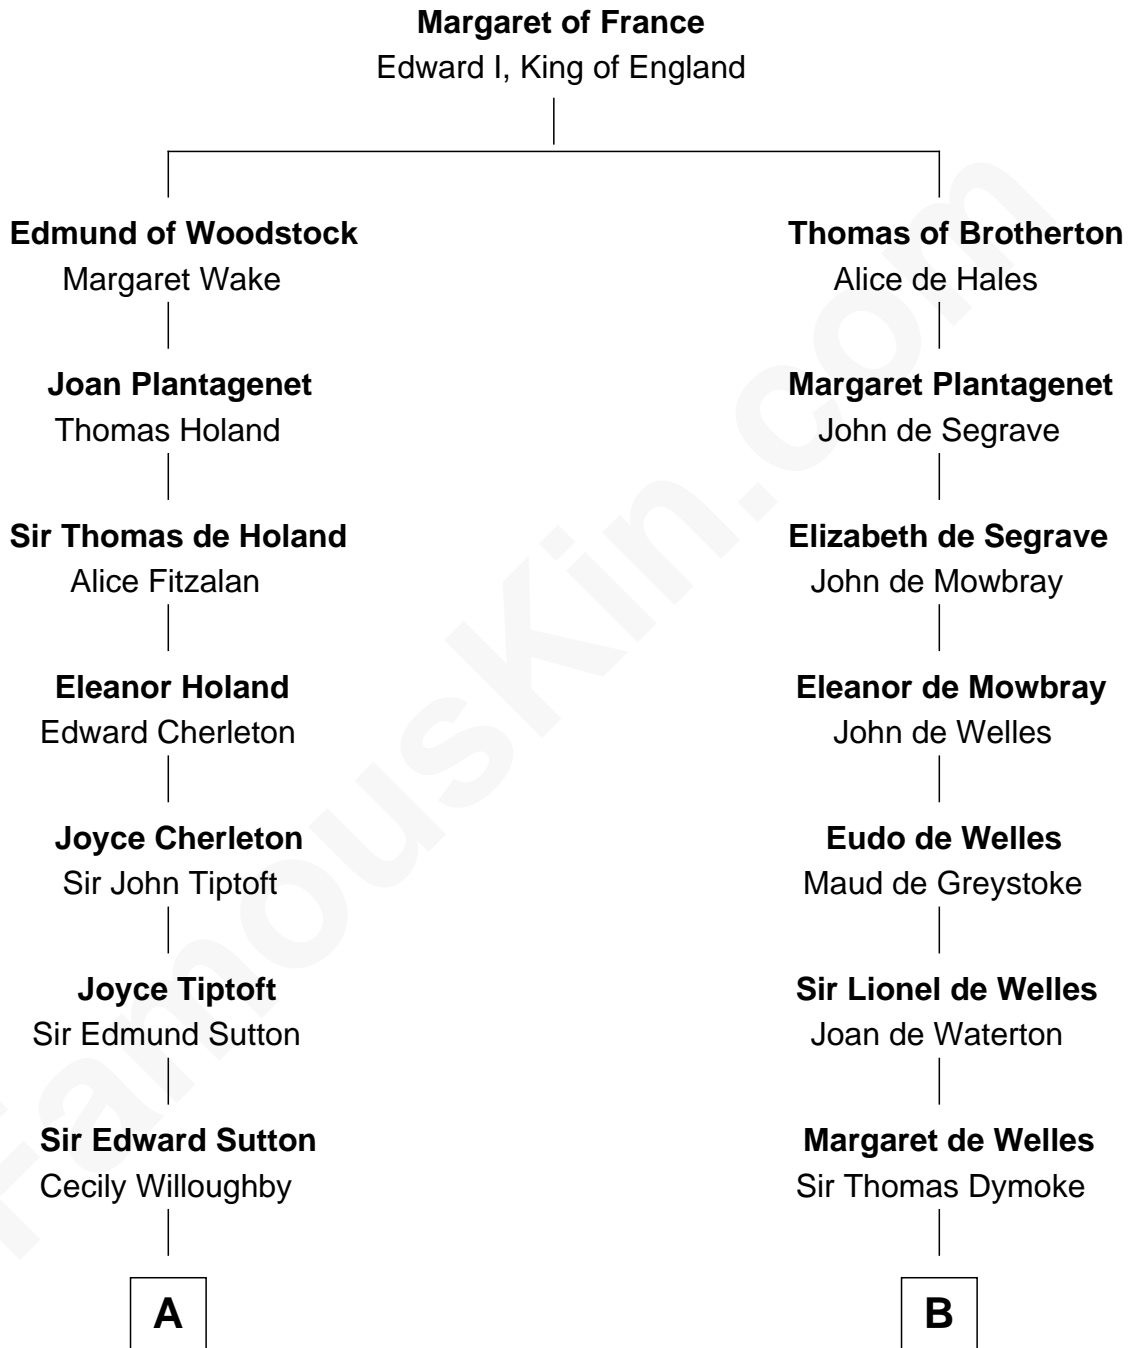 Margaret of France
Edward I, King of England
Edmund of Woodstock
Margaret Wake
Thomas of Brotherton
Alice de Hales
Joan Plantagenet
Thomas Holand
Margaret Plantagenet
John de Segrave
Sir Thomas de Holand
Alice Fitzalan
Elizabeth de Segrave
John de Mowbray
Eleanor Holand
Edward Cherleton
Eleanor de Mowbray
John de Welles
Joyce Cherleton
Sir John Tiptoft
Eudo de Welles
Maud de Greystoke
Joyce Tiptoft
Sir Edmund Sutton
Sir Lionel de Welles
Joan de Waterton
Sir Edward Sutton
Cecily Willoughby
Margaret de Welles
Sir Thomas Dymoke
A
B
FamousKin.com